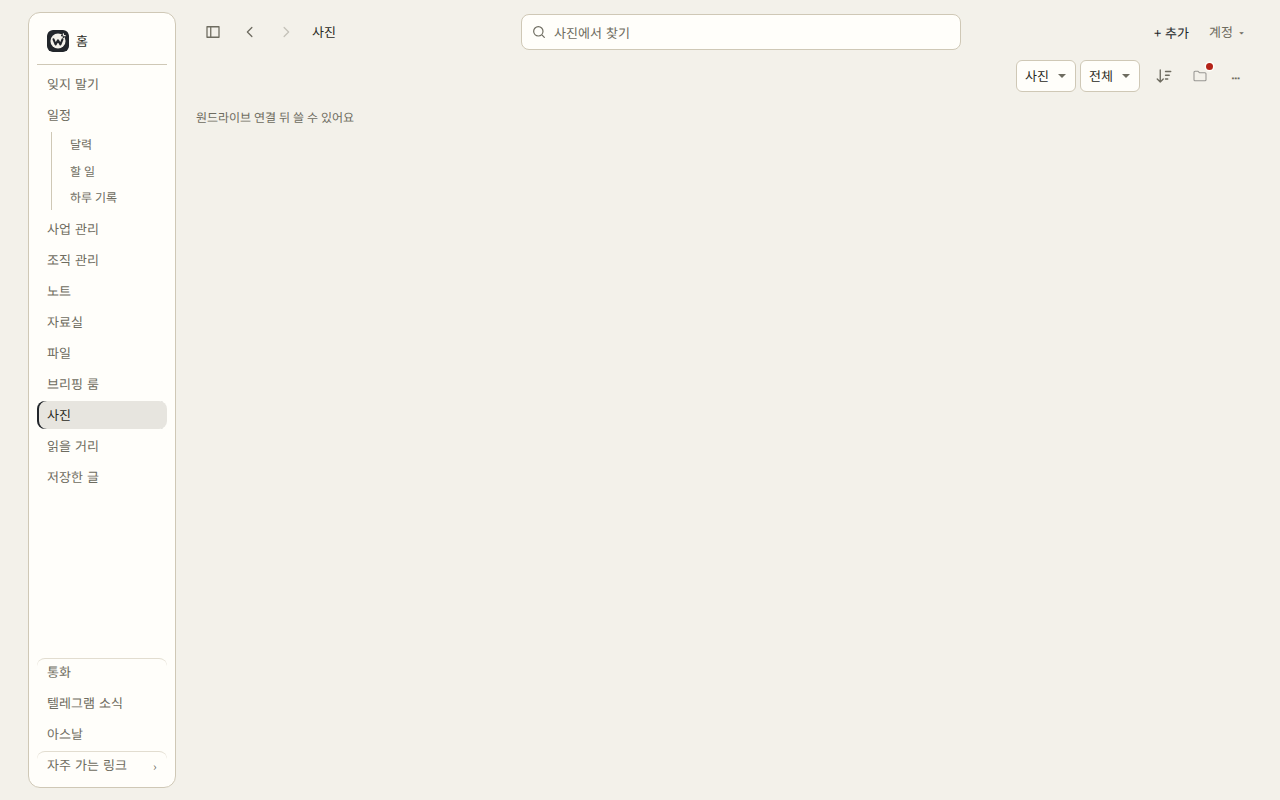 홈
잊지 말기
일정
달력
할 일
하루 기록
사업 관리
조직 관리
노트
자료실
파일
브리핑 룸
사진
읽을 거리
저장한 글
통화
텔레그램 소식
아스날
자주 가는 링크 ›
사진
사진에서 찾기
+ 추가
계정
사진
전체
...
원드라이브 연결 뒤 쓸 수 있어요